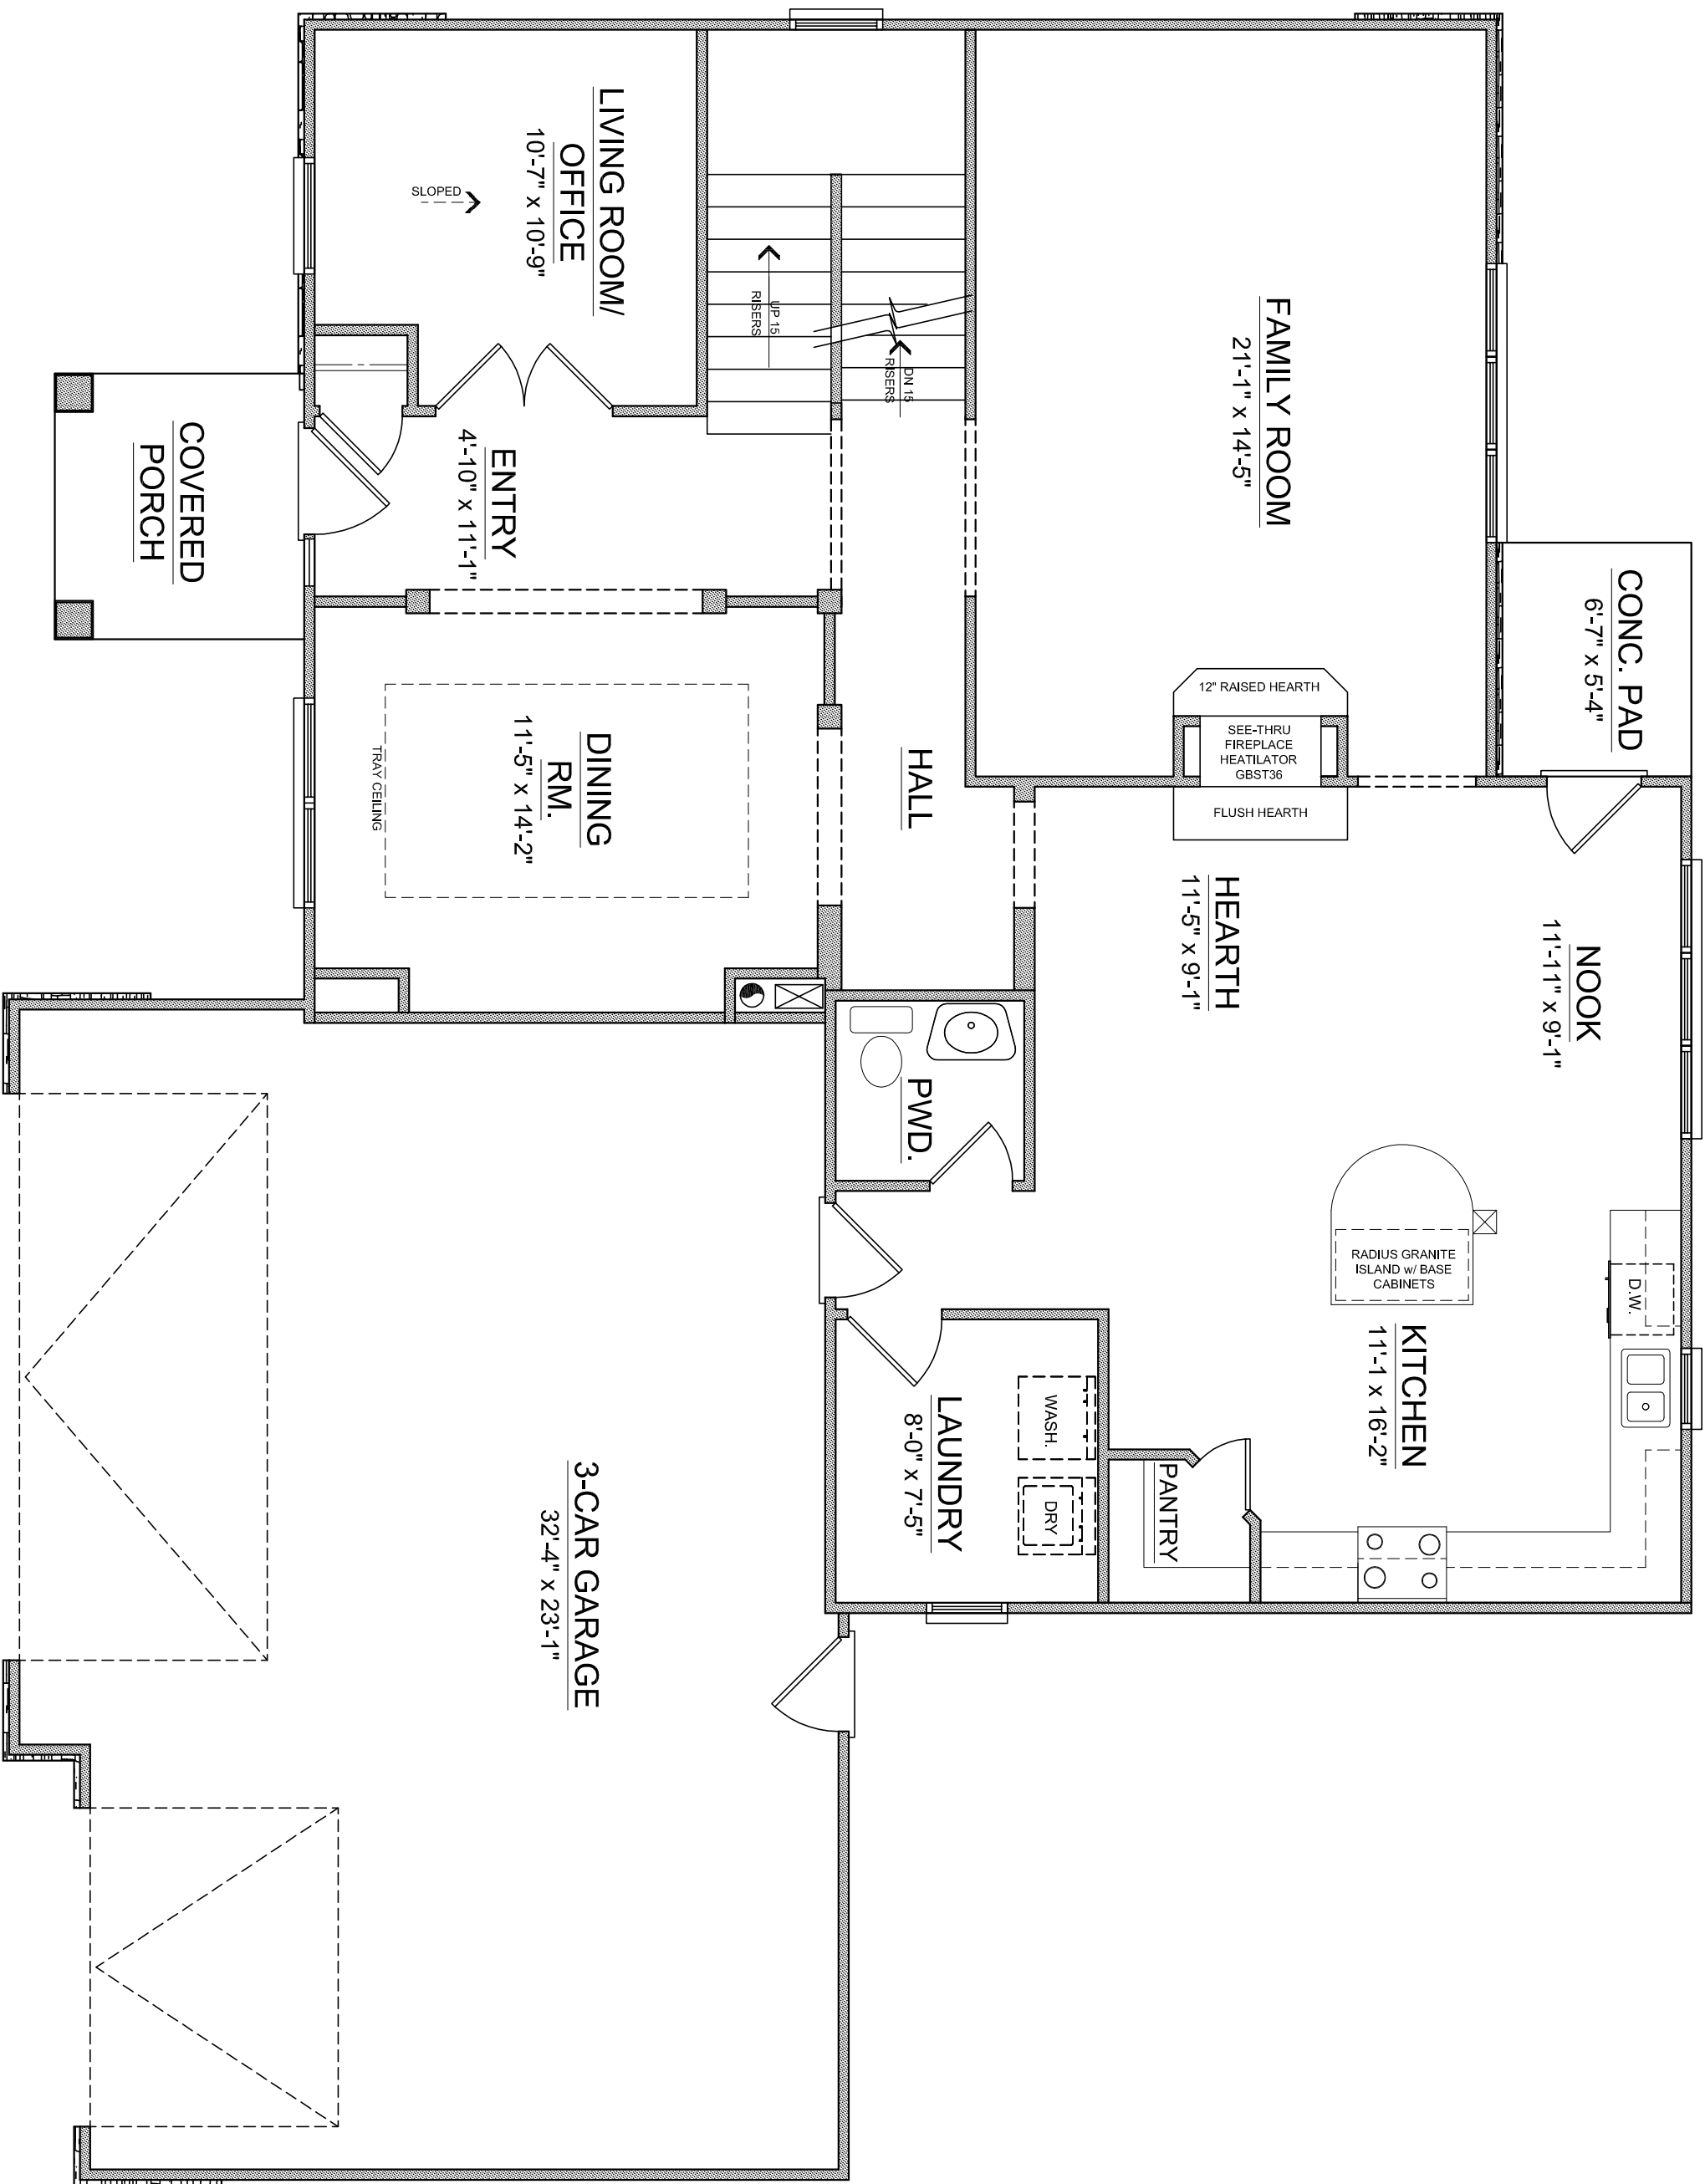 CONC. PAD
6'-7" x 5'-4"
NOOK
11'-11" x 9'-1"
D.W.
FAMILY ROOM
21'-1" x 14'-5"
12" RAISED HEARTH
SEE-THRU
FIREPLACE
HEATILATOR
GBST36
FLUSH HEARTH
HEARTH
11'-5" x 9'-1"
RADIUS GRANITE
ISLAND w/ BASE
CABINETS
KITCHEN
11'-1 x 16'-2"
PANTRY
DN 15
RISERS
UP 15
RISERS
HALL
PWD.
WASH.
DRY
LAUNDRY
8'-0" x 7'-5"
LIVING ROOM/
OFFICE
10'-7" x 10'-9"
SLOPED
ENTRY
4'-10" x 11'-1"
DINING
RM.
11'-5" x 14'-2"
TRAY CEILING
3-CAR GARAGE
32'-4" x 23'-1"
COVERED
PORCH